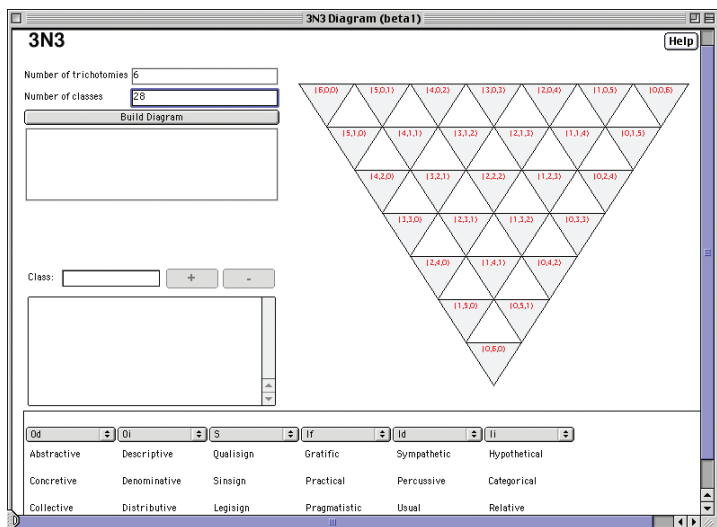 3N3 Diagram (beta1)
3N3
Help
Number of trichotomies 6
Number of classes 28
Build Diagram
(6,0,0) (5,0,1) (4,0,2) (3,0,3) (2,0,4) (1,0,5) (0,0,6)
(5,1,0) (4,1,1) (3,1,2) (2,1,3) (1,1,4) (0,1,5)
(4,2,0) (3,2,1) (2,2,2) (1,2,3) (0,2,4)
(3,3,0) (2,3,1) (1,3,2) (0,3,3)
(2,4,0) (1,4,1) (0,4,2)
(1,5,0) (0,5,1)
(0,6,0)
Class: + -
Od Oi S If Id Ii
Abstractive Descriptive Qualisign Gratific Sympathetic Hypothetical
Concretive Denominative Sinsign Practical Percussive Categorical
Collective Distributive Legisign Pragmatistic Usual Relative